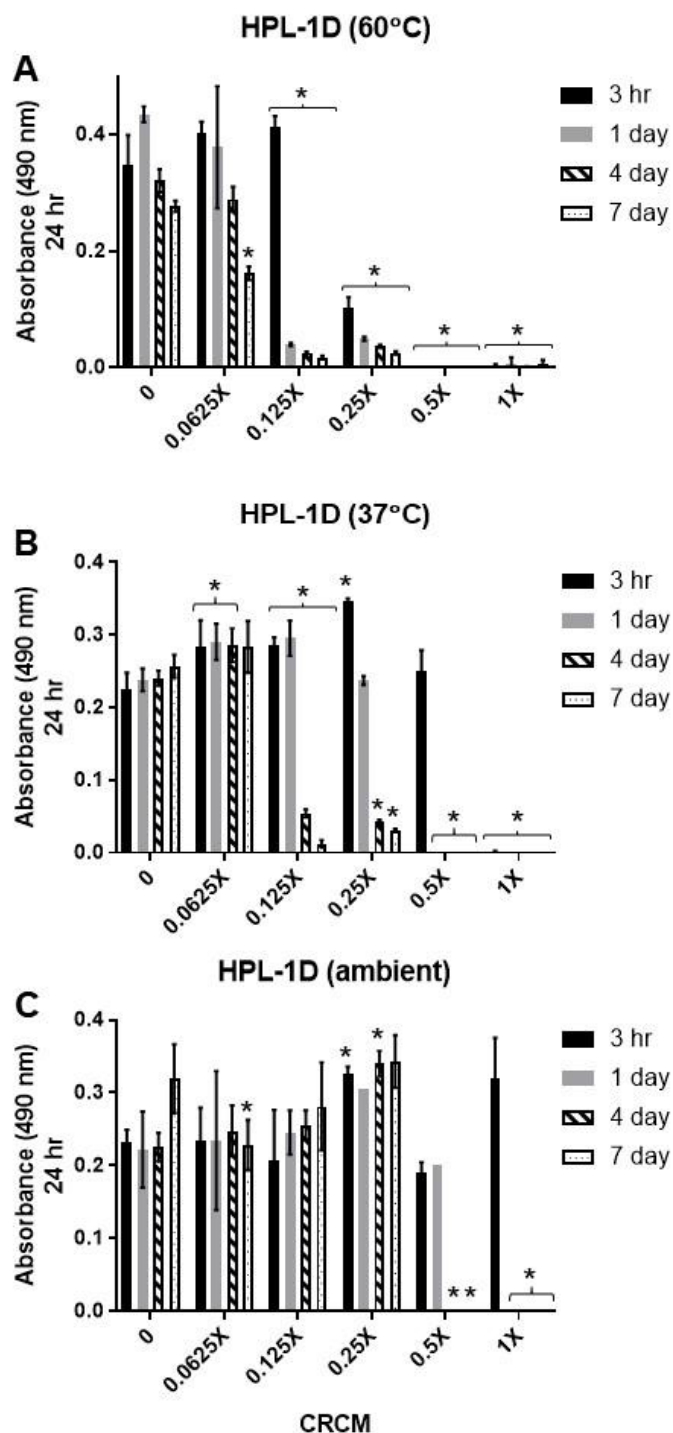 HPL-1D (60°C)
A
Absorbance (490 nm)
24 hr
0.4
0.2
0.0
*
*
*
*
*
3 hr
1 day
4 day
7 day
0
0.0625X
0.125X
0.25X
0.5X
1X
HPL-1D (37°C)
B
Absorbance (490 nm)
24 hr
0.4
0.3
0.2
0.1
0.0
*
*
*
* *
*
*
3 hr
1 day
4 day
7 day
0
0.0625X
0.125X
0.25X
0.5X
1X
HPL-1D (ambient)
C
Absorbance (490 nm)
24 hr
0.4
0.3
0.2
0.1
0.0
*
* *
**
*
3 hr
1 day
4 day
7 day
0
0.0625X
0.125X
0.25X
0.5X
1X
CRCM